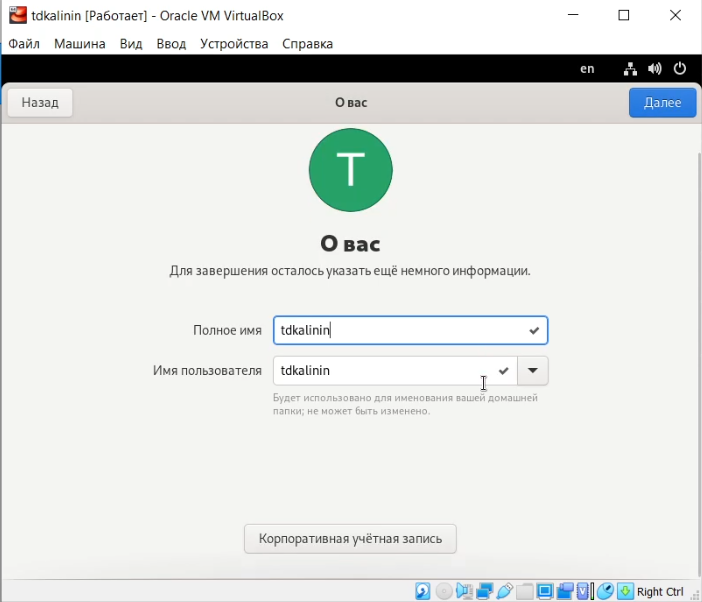 tdkalinin [Работает] - Oracle VM VirtualBox
Файл Машина Вид Ввод Устройства Справка
en
Назад О вас Далее
T
О вас
Для завершения осталось указать ещё немного информации.
Полное имя tdkalinin
Имя пользователя tdkalinin
Будет использовано для именования вашей домашней
папки; не может быть изменено.
Корпоративная учётная запись
Right Ctrl